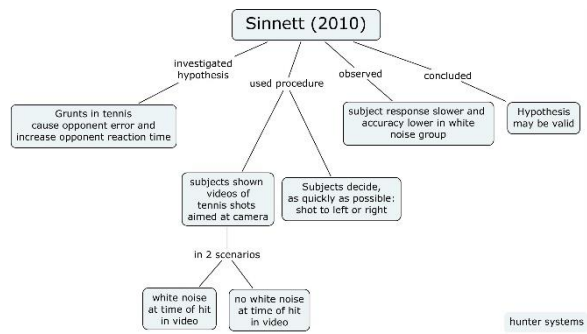 Sinnett (2010)
investigated
hypothesis
used procedure
observed
concluded
Grunts in tennis
cause opponent error and
increase opponent reaction time
subject response slower and
accuracy lower in white
noise group
Hypothesis
may be valid
subjects shown
videos of
tennis shots
aimed at camera
Subjects decide,
as quickly as possible:
shot to left or right
in 2 scenarios
white noise
at time of hit
in video
no white noise
at time of hit
in video
hunter systems